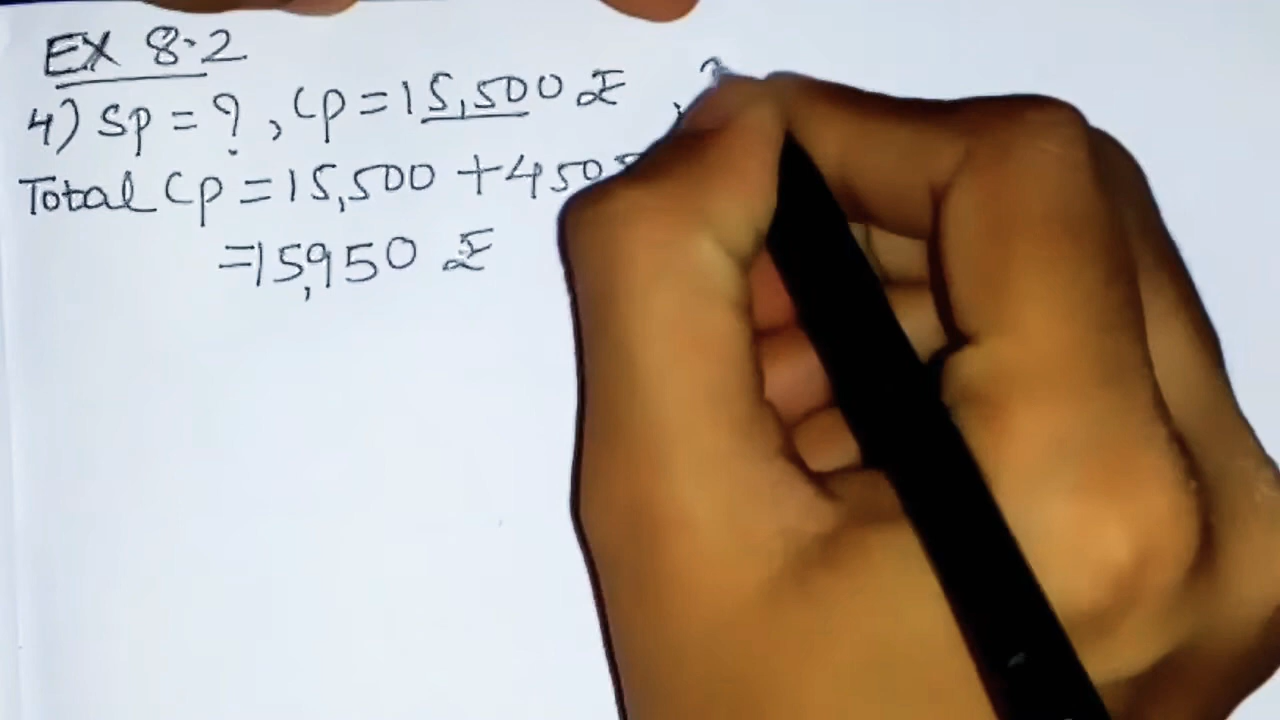 EX 8.2
4) SP = ?, CP = 15,500 ₹ ,
Total CP = 15,500 + 450
= 15,950 ₹